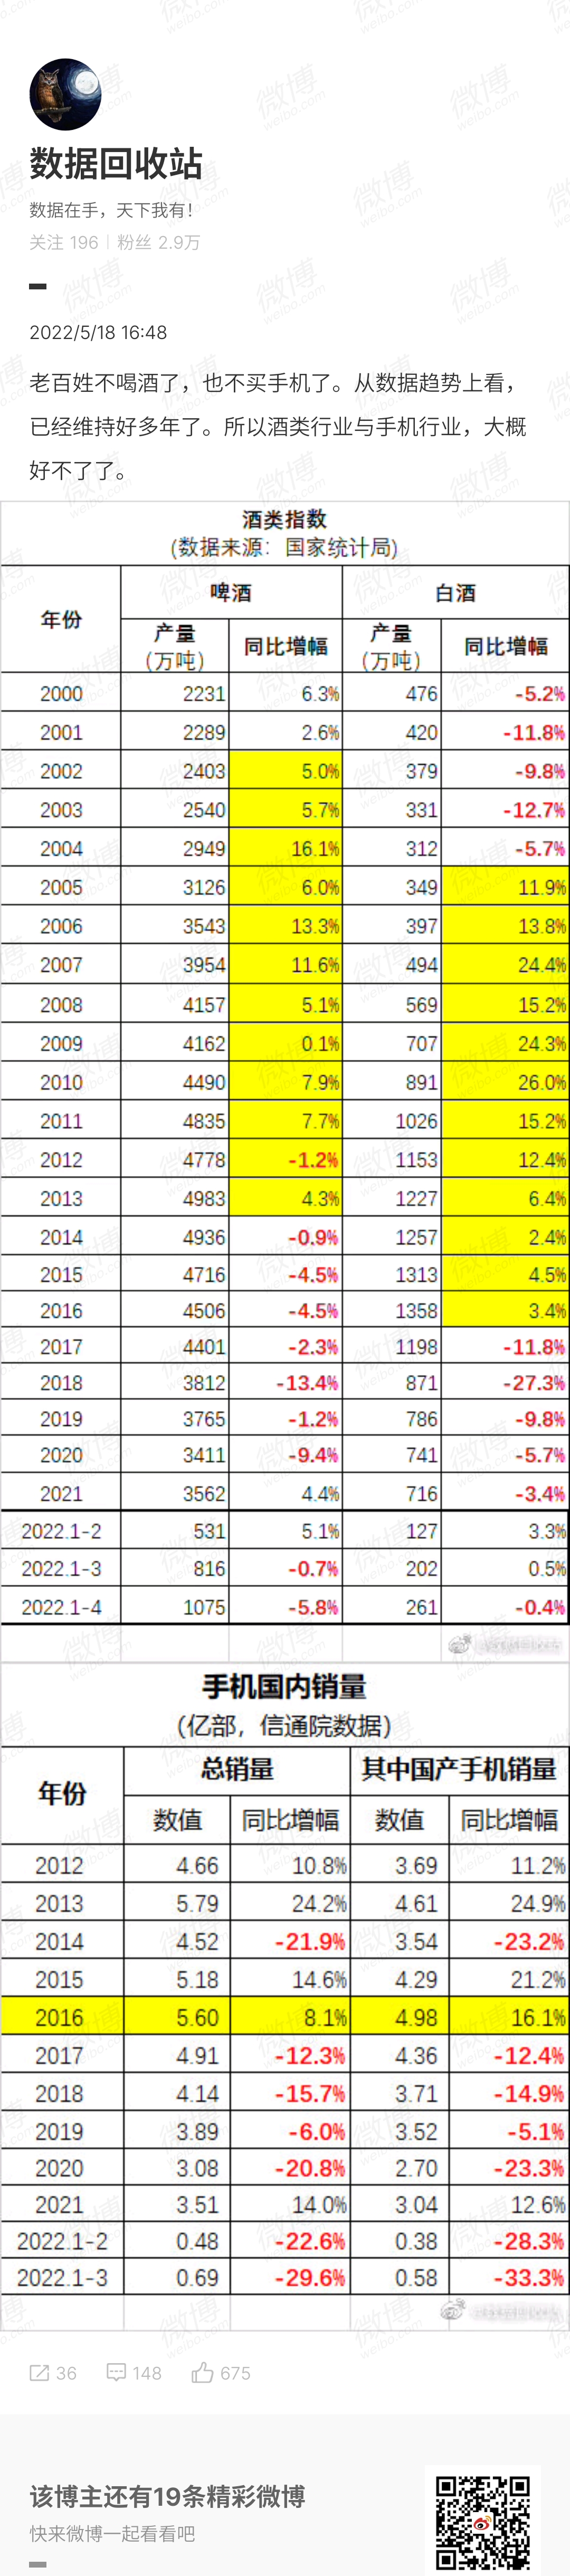 数据回收站
数据在手，天下我有！
关注 196 | 粉丝 2.9万
2022/5/18 16:48
老百姓不喝酒了，也不买手机了。从数据趋势上看，
已经维持好多年了。所以酒类行业与手机行业，大概
好不了了。
酒类指数
(数据来源：国家统计局)
年份 啤酒 白酒
产量（万吨） 同比增幅 产量（万吨） 同比增幅
2000 2231 6.3% 476 -5.2%
2001 2289 2.6% 420 -11.8%
2002 2403 5.0% 379 -9.8%
2003 2540 5.7% 331 -12.7%
2004 2949 16.1% 312 -5.7%
2005 3126 6.0% 349 11.9%
2006 3543 13.3% 397 13.8%
2007 3954 11.6% 494 24.4%
2008 4157 5.1% 569 15.2%
2009 4162 0.1% 707 24.3%
2010 4490 7.9% 891 26.0%
2011 4835 7.7% 1026 15.2%
2012 4778 -1.2% 1153 12.4%
2013 4983 4.3% 1227 6.4%
2014 4936 -0.9% 1257 2.4%
2015 4716 -4.5% 1313 4.5%
2016 4506 -4.5% 1358 3.4%
2017 4401 -2.3% 1198 -11.8%
2018 3812 -13.4% 871 -27.3%
2019 3765 -1.2% 786 -9.8%
2020 3411 -9.4% 741 -5.7%
2021 3562 4.4% 716 -3.4%
2022.1-2 531 5.1% 127 3.3%
2022.1-3 816 -0.7% 202 0.5%
2022.1-4 1075 -5.8% 261 -0.4%
手机国内销量
（亿部，信通院数据）
年份 总销量 其中国产手机销量
数值 同比增幅 数值 同比增幅
2012 4.66 10.8% 3.69 11.2%
2013 5.79 24.2% 4.61 24.9%
2014 4.52 -21.9% 3.54 -23.2%
2015 5.18 14.6% 4.29 21.2%
2016 5.60 8.1% 4.98 16.1%
2017 4.91 -12.3% 4.36 -12.4%
2018 4.14 -15.7% 3.71 -14.9%
2019 3.89 -6.0% 3.52 -5.1%
2020 3.08 -20.8% 2.70 -23.3%
2021 3.51 14.0% 3.04 12.6%
2022.1-2 0.48 -22.6% 0.38 -28.3%
2022.1-3 0.69 -29.6% 0.58 -33.3%
36 148 675
该博主还有19条精彩微博
快来微博一起看看吧
微博
weibo.com